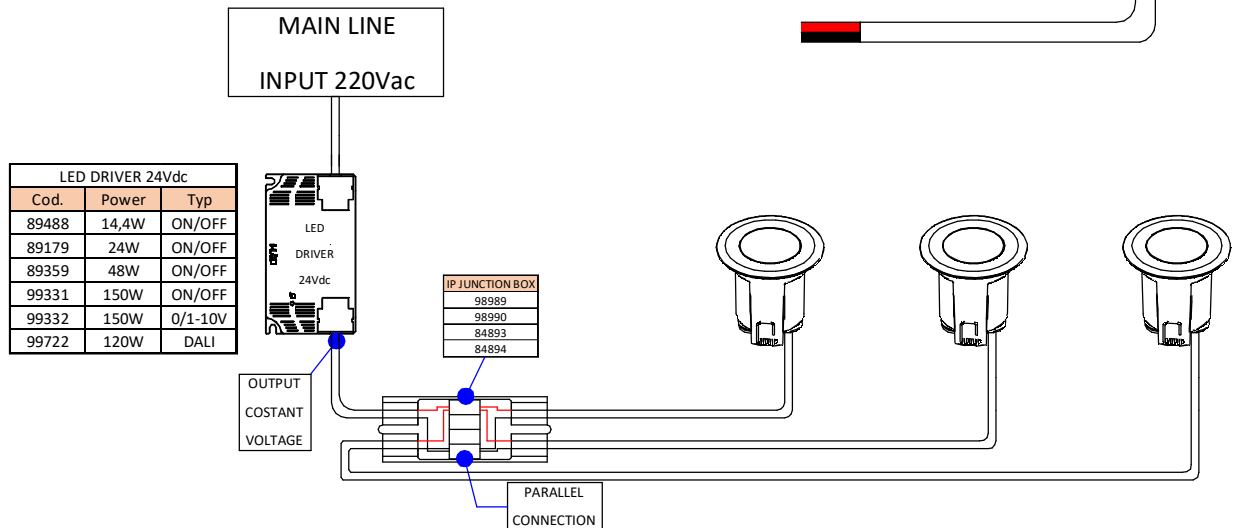 MAIN LINE
INPUT 220Vac
LED DRIVER 24Vdc
Cod. Power Typ
89488 14,4W ON/OFF
89179 24W ON/OFF
89359 48W ON/OFF
99331 150W ON/OFF
99332 150W 0/1-10V
99722 120W DALI
LED
DRIVER
24Vdc
IP JUNCTION BOX
98989
98990
84893
84894
OUTPUT
COSTANT
VOLTAGE
PARALLEL
CONNECTION